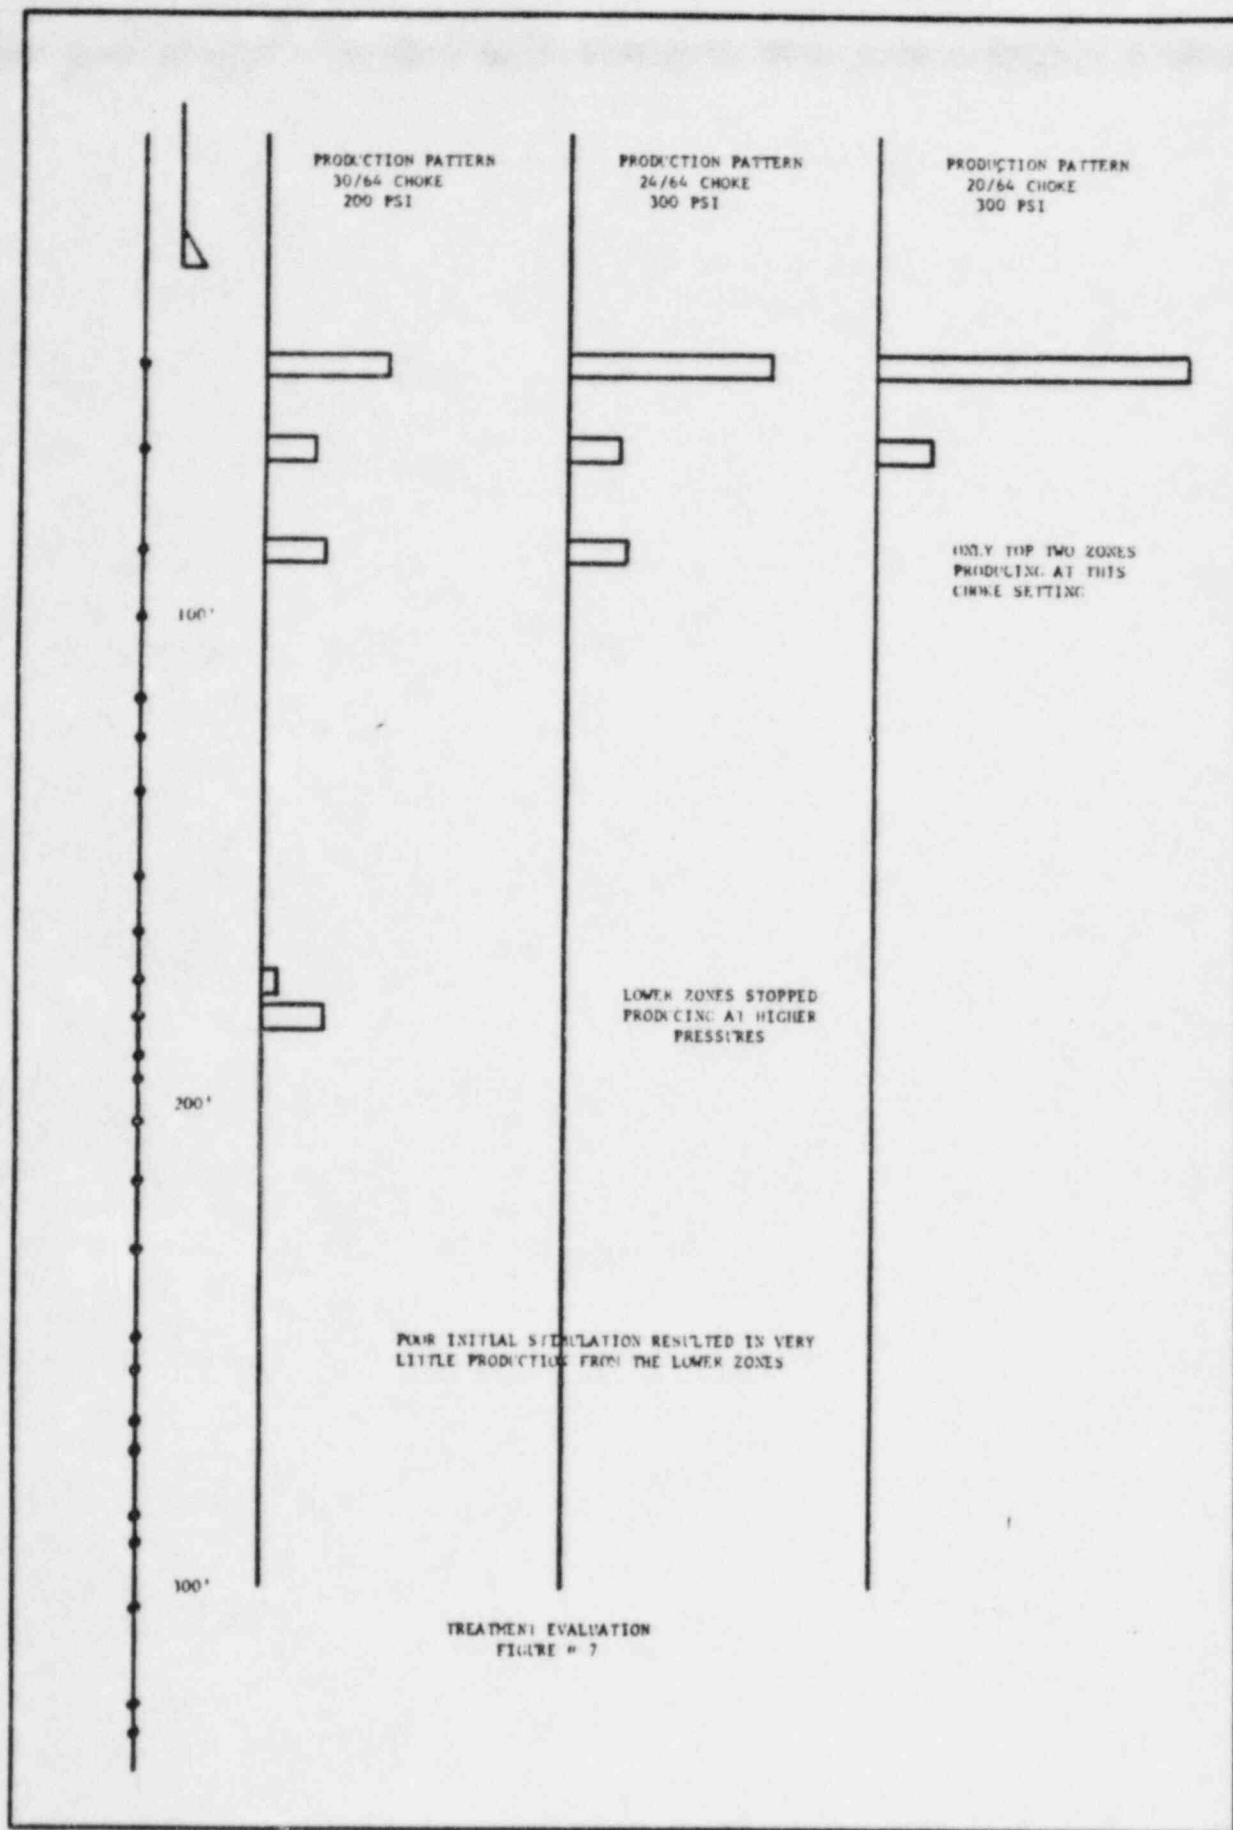 PRODUCTION PATTERN
30/64 CHOKE
200 PSI
PRODUCTION PATTERN
24/64 CHOKE
300 PSI
PRODUCTION PATTERN
20/64 CHOKE
300 PSI
ONLY TOP TWO ZONES
PRODUCING AT THIS
CHOKE SETTING
100'
LOWER ZONES STOPPED
PRODUCING AT HIGHER
PRESSURES
200'
POOR INITIAL STIMULATION RESULTED IN VERY
LITTLE PRODUCTION FROM THE LOWER ZONES
300'
TREATMENT EVALUATION
FIGURE # 7